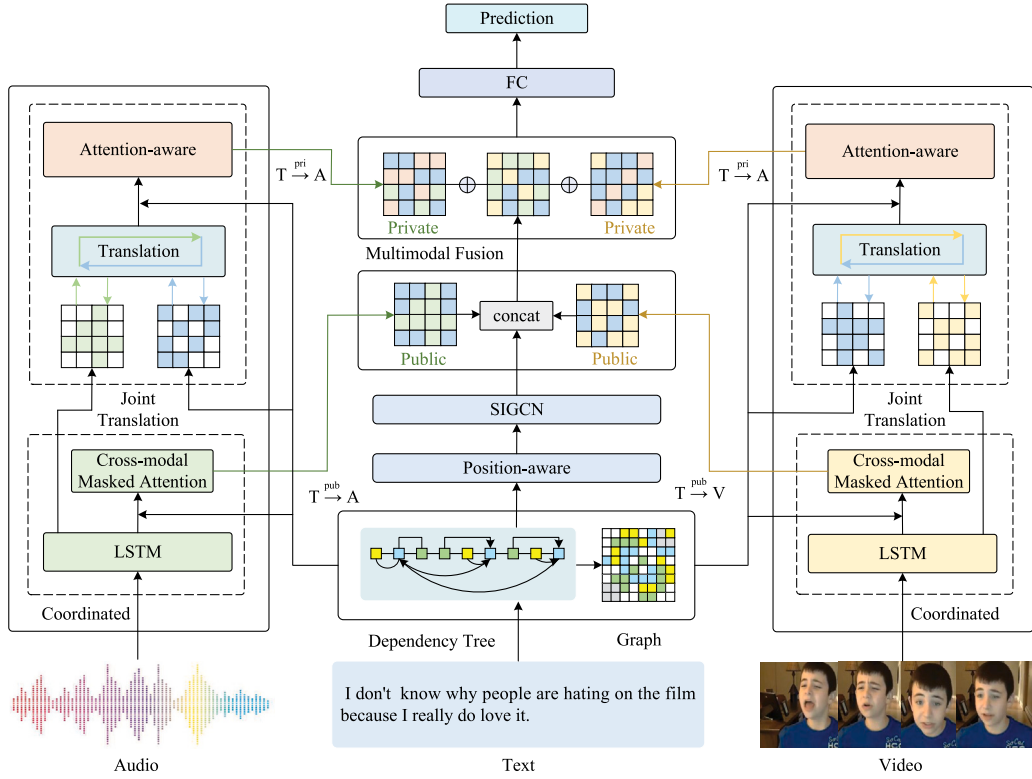 Prediction
FC
Attention-aware
T pri→ A
Private
Private
Multimodal Fusion
T pri→ A
Attention-aware
Translation
Translation
concat
Public
Public
Joint
Translation
Joint
Translation
SIGCN
Cross-modal
Masked Attention
Position-aware
Cross-modal
Masked Attention
T pub→ A
T pub→ V
LSTM
LSTM
Coordinated
Dependency Tree
Graph
Coordinated
I don't know why people are hating on the film
because I really do love it.
Audio
Text
Video